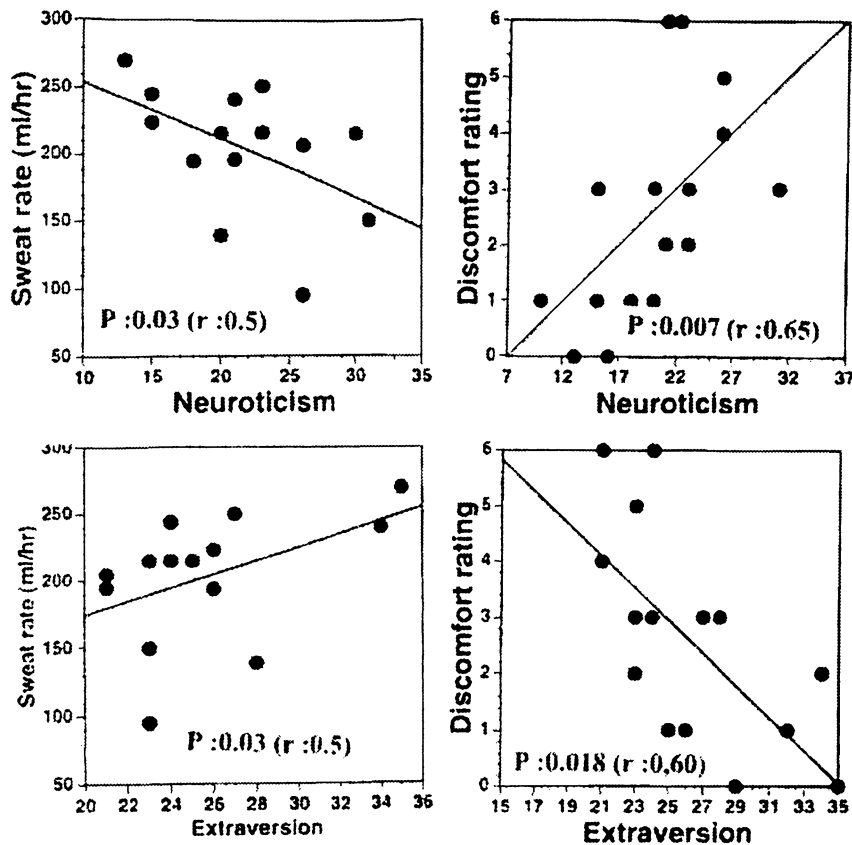 300
250
200
150
100
50
Sweat rate (ml/hr)
P :0.03 (r :0.5)
10 15 20 25 30 35
Neuroticism
6
5
4
3
2
1
0
Discomfort rating
P :0.007 (r :0.65)
7 12 17 22 27 32 37
Neuroticism
300
250
200
150
100
50
Sweat rate (ml/hr)
P :0.03 (r :0.5)
20 22 24 26 28 30 32 34 36
Extraversion
6
5
4
3
2
1
0
Discomfort rating
P :0.018 (r :0,60)
15 17 19 21 23 25 27 29 31 33 35
Extraversion